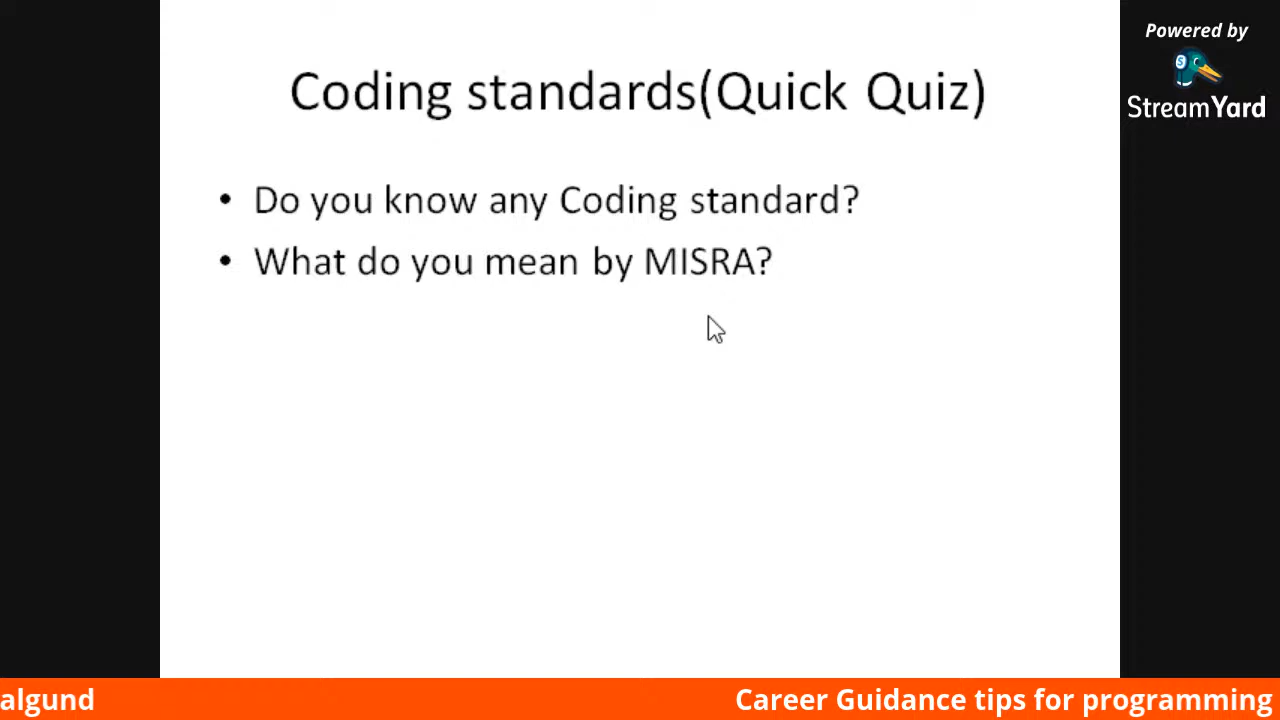 Powered by
StreamYard
Coding standards(Quick Quiz)
• Do you know any Coding standard?
• What do you mean by MISRA?
algund
Career Guidance tips for programming